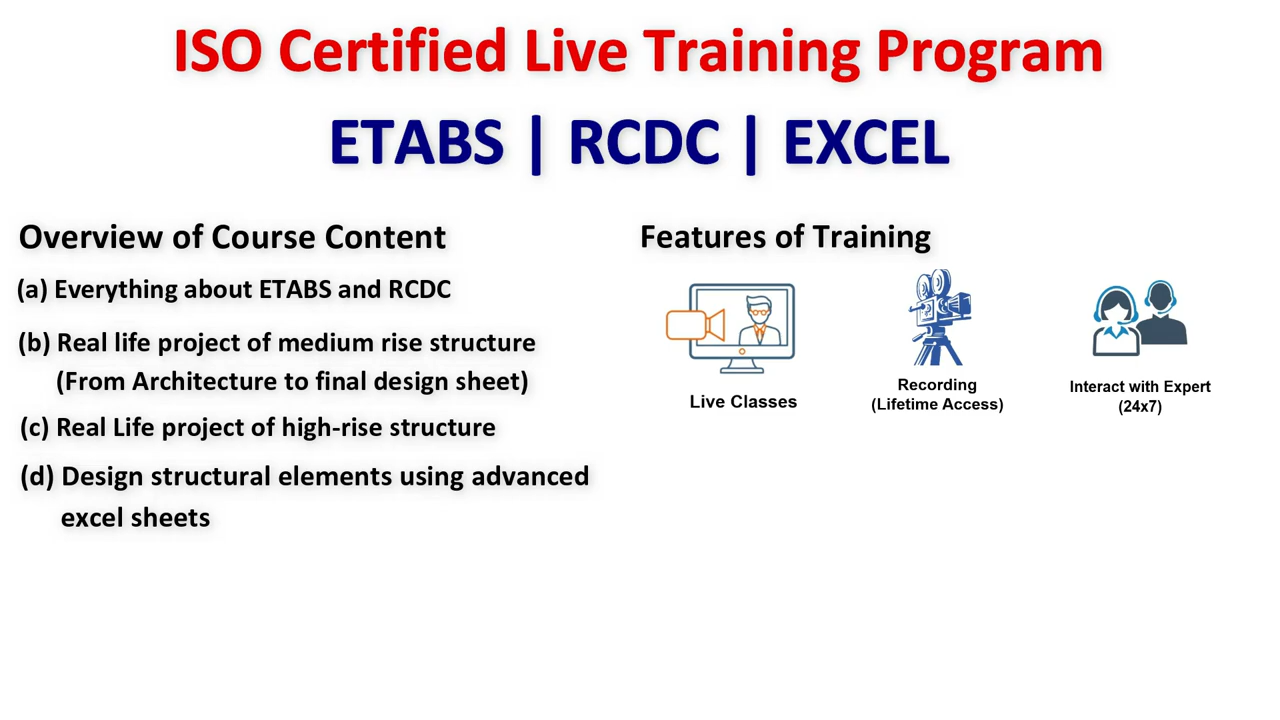 ISO Certified Live Training Program
ETABS | RCDC | EXCEL
Overview of Course Content
(a) Everything about ETABS and RCDC
(b) Real life project of medium rise structure
(From Architecture to final design sheet)
(c) Real Life project of high-rise structure
(d) Design structural elements using advanced
excel sheets
Features of Training
Live Classes
Recording
(Lifetime Access)
Interact with Expert
(24x7)